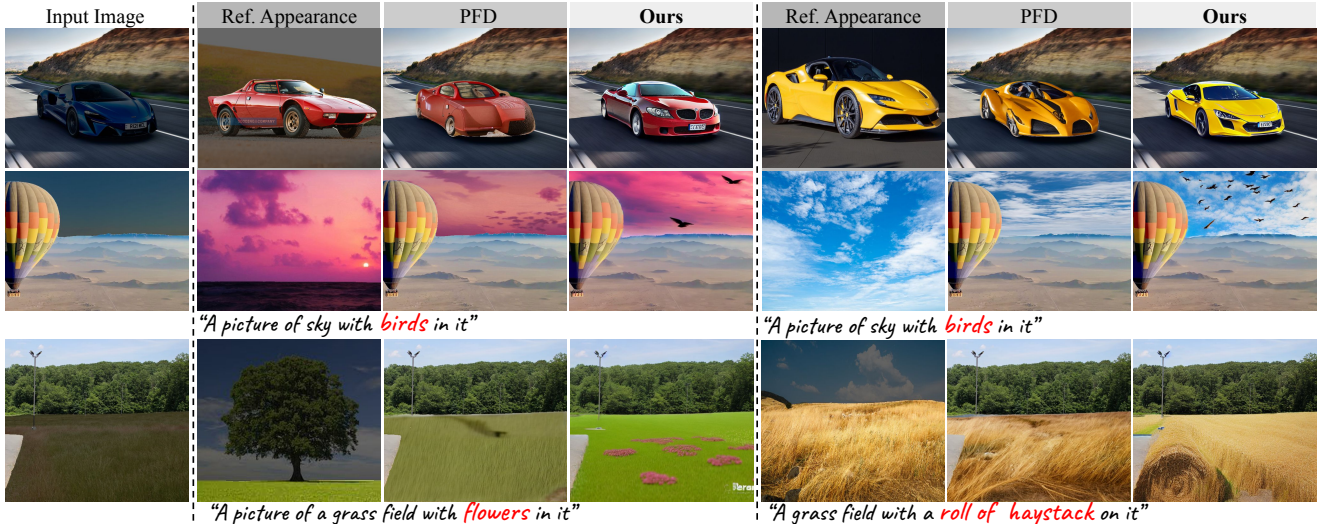 Input Image
Ref. Appearance
PFD
Ours
Ref. Appearance
PFD
Ours
"A picture of sky with birds in it"
"A picture of sky with birds in it"
"A picture of a grass field with flowers in it"
"A grass field with a roll of haystack on it"